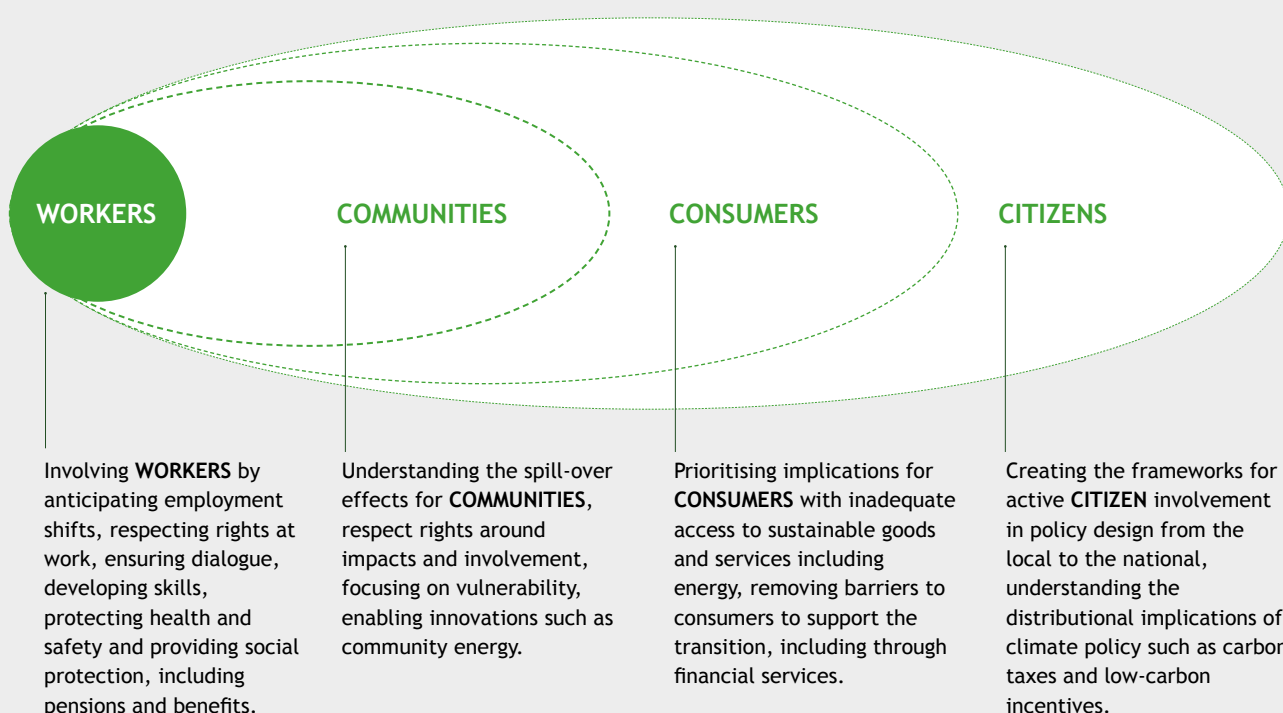 WORKERS
COMMUNITIES
CONSUMERS
CITIZENS
Involving WORKERS by
anticipating employment
shifts, respecting rights at
work, ensuring dialogue,
developing skills,
protecting health and
safety and providing social
protection, including
pensions and benefits.
Understanding the spill-over
effects for COMMUNITIES,
respect rights around
impacts and involvement,
focusing on vulnerability,
enabling innovations such as
community energy.
Prioritising implications for
CONSUMERS with inadequate
access to sustainable goods
and services including
energy, removing barriers to
consumers to support the
transition, including through
financial services.
Creating the frameworks for
active CITIZEN involvement
in policy design from the
local to the national,
understanding the
distributional implications of
climate policy such as carbon
taxes and low-carbon
incentives.